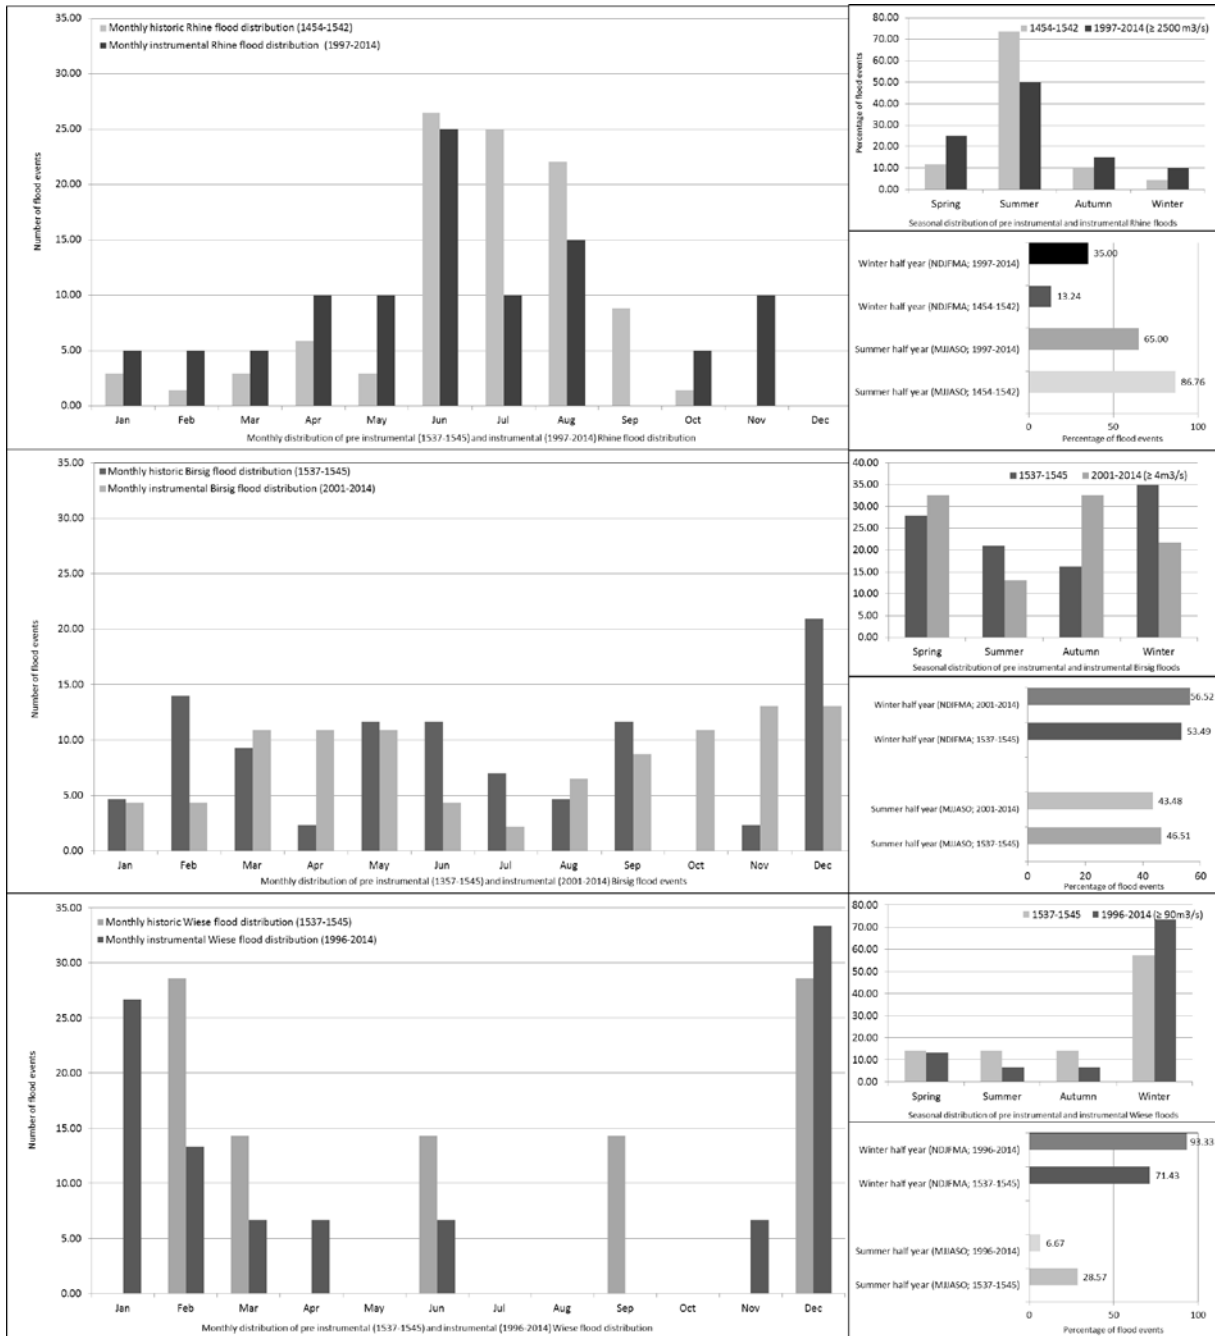 35.00
Monthly historic Rhine flood distribution (1454-1542)
Monthly instrumental Rhine flood distribution (1997-2014)
30.00
25.00
20.00
15.00
10.00
5.00
0.00
Number of flood events
Jan Feb Mar Apr May Jun Jul Aug Sep Oct Nov Dec
Monthly distribution of pre instrumental (1537-1545) and instrumental (1997-2014) Rhine flood distribution
80.00
1454-1542 1997-2014 (≥ 2500 m3/s)
70.00
60.00
50.00
40.00
30.00
20.00
10.00
0.00
Percentage of flood events
Spring Summer Autumn Winter
Seasonal distribution of pre instrumental and instrumental Rhine floods
Winter half year (NDJFMA; 1997-2014) 35.00
Winter half year (NDJFMA; 1454-1542) 13.24
Summer half year (MJJASO; 1997-2014) 65.00
Summer half year (MJJASO; 1454-1542) 86.76
0 50 100
Percentage of flood events
35.00
Monthly historic Birsig flood distribution (1537-1545)
Monthly instrumental Birsig flood distribution (2001-2014)
30.00
25.00
20.00
15.00
10.00
5.00
0.00
Number of flood events
Jan Feb Mar Apr May Jun Jul Aug Sep Oct Nov Dec
Monthly distribution of pre instrumental (1357-1545) and instrumental (2001-2014) Birsig flood events
40.00
1537-1545 2001-2014 (≥ 4m3/s)
35.00
30.00
25.00
20.00
15.00
10.00
5.00
0.00
Spring Summer Autumn Winter
Seasonal distribution of pre instrumental and instrumental Birsig floods
Winter half year (NDJFMA; 2001-2014) 56.52
Winter half year (NDJFMA; 1537-1545) 53.49
Summer half year (MJJASO; 2001-2014) 43.48
Summer half year (MJJASO; 1537-1545) 46.51
0 20 40 60
Percentage of flood events
35.00
Monthly historic Wiese flood distribution (1537-1545)
Monthly instrumental Wiese flood distribution (1996-2014)
30.00
25.00
20.00
15.00
10.00
5.00
0.00
Number of flood events
Jan Feb Mar Apr May Jun Jul Aug Sep Oct Nov Dec
Monthly distribution of pre instrumental (1537-1545) and instrumental (1996-2014) Wiese flood distribution
80.00
1537-1545 1996-2014 (≥ 90m3/s)
70.00
60.00
50.00
40.00
30.00
20.00
10.00
0.00
Spring Summer Autumn Winter
Seasonal distribution of pre instrumental and instrumental Wiese floods
Winter half year (NDJFMA; 1996-2014) 93.33
Winter half year (NDJFMA; 1537-1545) 71.43
Summer half year (MJJASO; 1996-2014) 6.67
Summer half year (MJJASO; 1537-1545) 28.57
0 50 100
Percentage of flood events